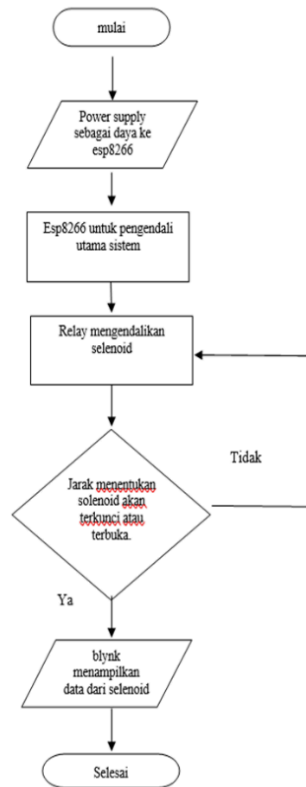 mulai
Power supply
sebagai daya ke
esp8266
Esp8266 untuk pengendali
utama sistem
Relay mengendalikan
selenoid
Tidak
Jarak menentukan
solenoid akan
terkunci atau
terbuka.
Ya
blynk
menampilkan
data dari selenoid
Selesai